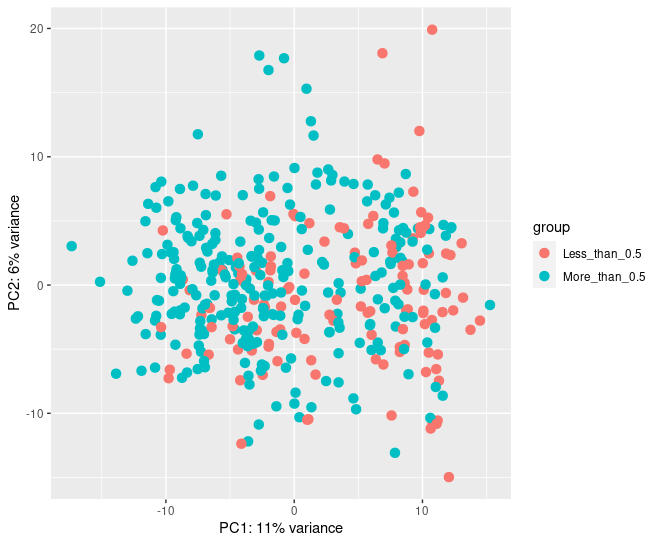 20
10
0
-10
PC2: 6% variance
-10
0
10
PC1: 11% variance
group
Less_than_0.5
More_than_0.5